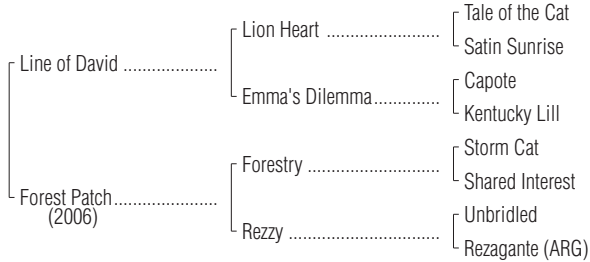 Tale of the Cat
Lion Heart ....................
Satin Sunrise
Line of David .................
Capote
Emma's Dilemma............
Kentucky Lill
Storm Cat
Forestry .......................
Shared Interest
Forest Patch...................
(2006)
Unbridled
Rezzy ...........................
Rezagante (ARG)